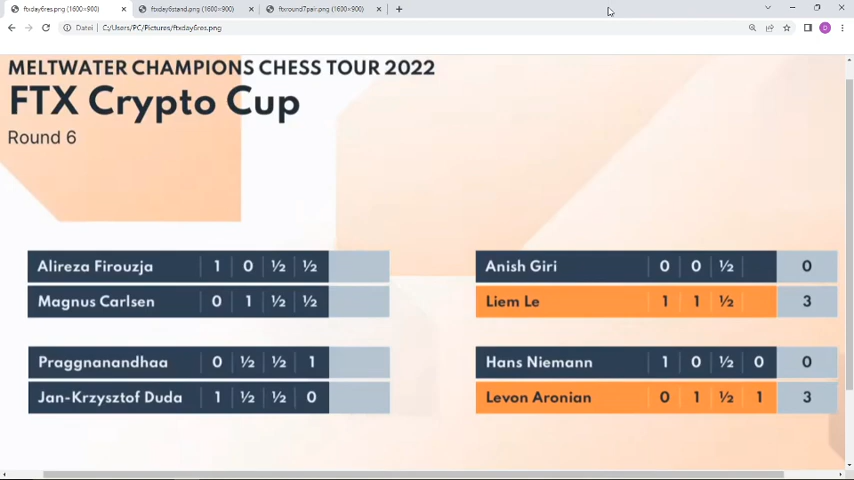 ftxday6res.png (1600×900)
ftxday6stand.png (1600×900)
ftxround7pair.png (1600×900)
Datei
C:/Users/PC/Pictures/ftxday6res.png
D
MELTWATER CHAMPIONS CHESS TOUR 2022
FTX Crypto Cup
Round 6
Alireza Firouzja 1 0 ½ ½
Magnus Carlsen 0 1 ½ ½
Praggnanandhaa 0 ½ ½ 1
Jan-Krzysztof Duda 1 ½ ½ 0
Anish Giri 0 0 ½ 0
Liem Le 1 1 ½ 3
Hans Niemann 1 0 ½ 0 0
Levon Aronian 0 1 ½ 1 3